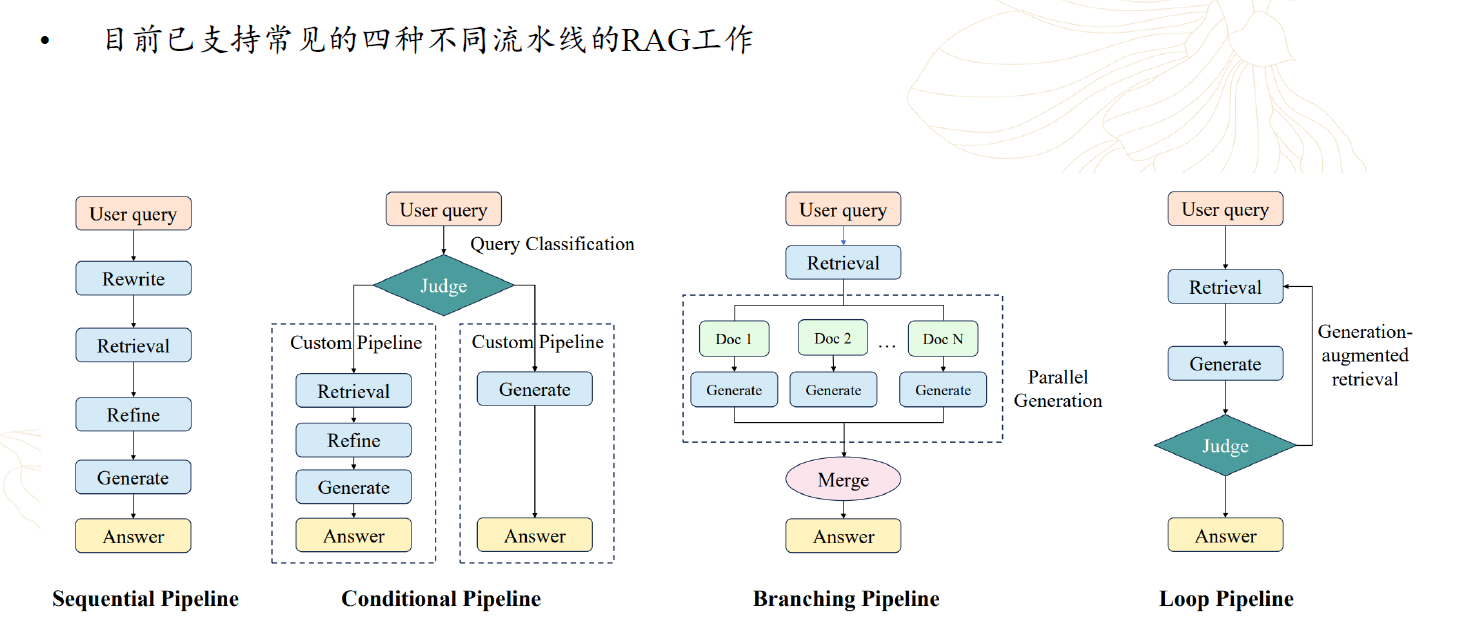 • 目前已支持常见的四种不同流水线的RAG工作
User query
Rewrite
Retrieval
Refine
Generate
Answer
Sequential Pipeline
User query
Query Classification
Judge
Custom Pipeline
Retrieval
Refine
Generate
Answer
Custom Pipeline
Generate
Answer
Conditional Pipeline
User query
Retrieval
Doc 1
Doc 2
...
Doc N
Generate
Generate
Generate
Parallel
Generation
Merge
Answer
Branching Pipeline
User query
Retrieval
Generate
Judge
Generation-
augmented
retrieval
Answer
Loop Pipeline